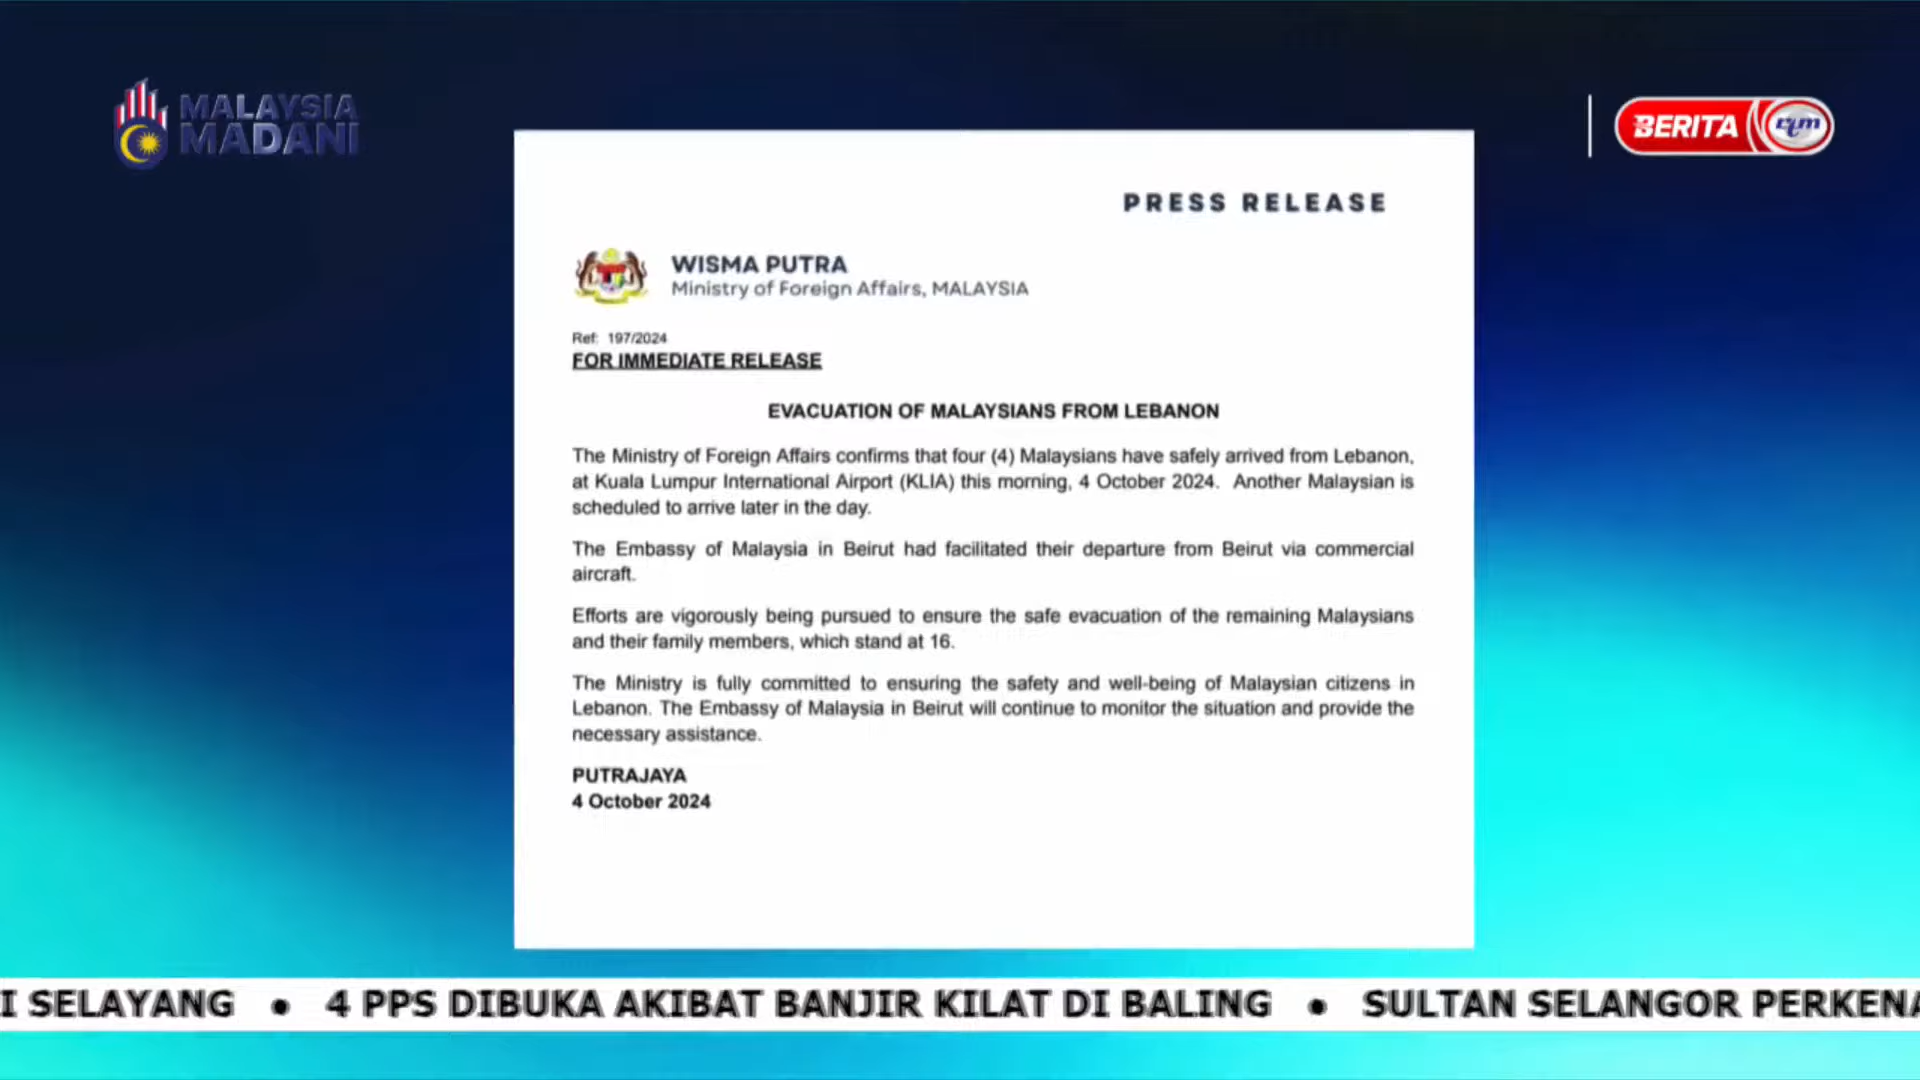 MALAYSIA
MADANI
BERITA rtm
PRESS RELEASE
WISMA PUTRA
Ministry of Foreign Affairs, MALAYSIA
Ref: 197/2024
FOR IMMEDIATE RELEASE
EVACUATION OF MALAYSIANS FROM LEBANON
The Ministry of Foreign Affairs confirms that four (4) Malaysians have safely arrived from Lebanon,
at Kuala Lumpur International Airport (KLIA) this morning, 4 October 2024. Another Malaysian is
scheduled to arrive later in the day.
The Embassy of Malaysia in Beirut had facilitated their departure from Beirut via commercial
aircraft.
Efforts are vigorously being pursued to ensure the safe evacuation of the remaining Malaysians
and their family members, which stand at 16.
The Ministry is fully committed to ensuring the safety and well-being of Malaysian citizens in
Lebanon. The Embassy of Malaysia in Beirut will continue to monitor the situation and provide the
necessary assistance.
PUTRAJAYA
4 October 2024
I SELAYANG • 4 PPS DIBUKA AKIBAT BANJIR KILAT DI BALING • SULTAN SELANGOR PERKENA